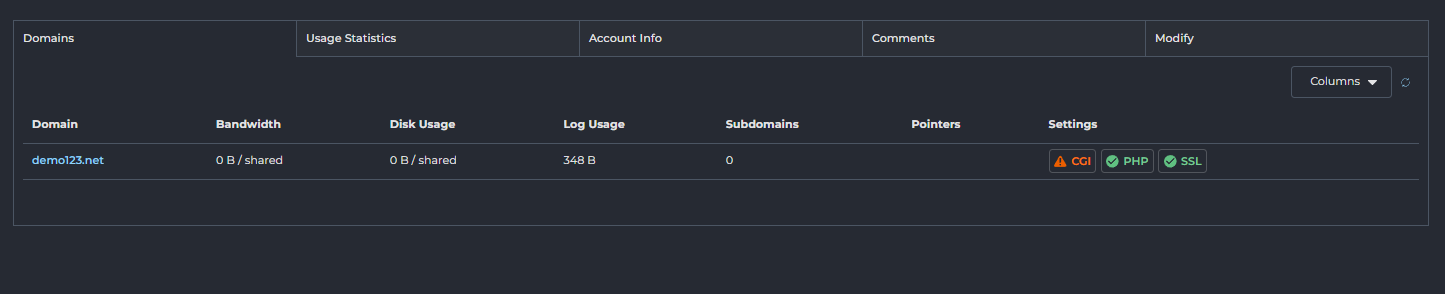 Domains Usage Statistics Account Info Comments Modify
Columns
Domain Bandwidth Disk Usage Log Usage Subdomains Pointers Settings
demo123.net 0 B / shared 0 B / shared 348 B 0 CGI PHP SSL